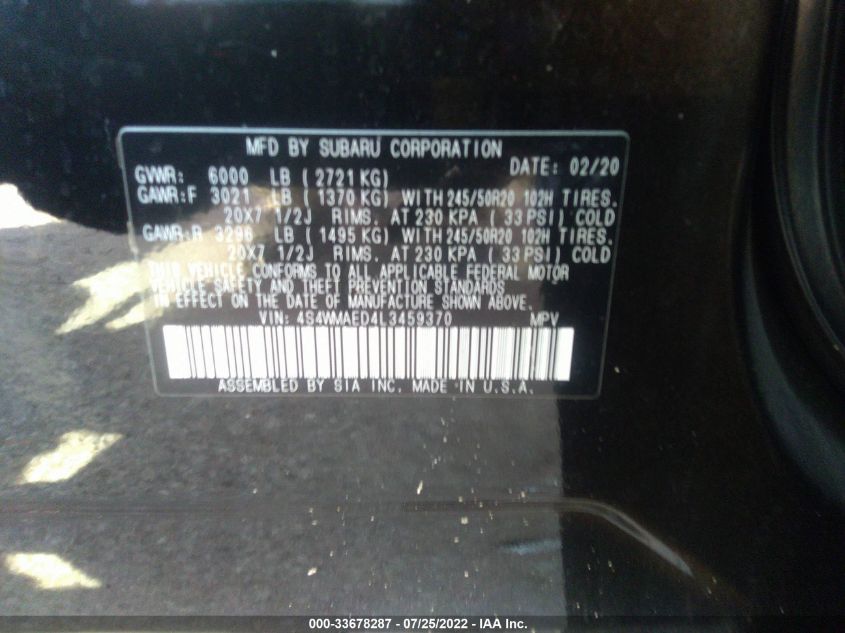 MFD BY SUBARU CORPORATION
DATE: 02/20
GVWR: 6000 LB ( 2721 KG)
GAWR:F 3021 LB ( 1370 KG) WITH 245/50R20 102H TIRES.
20X7 1/2J RIMS. AT 230 KPA ( 33 PSI) COLD
GAWR:R 3296 LB ( 1495 KG) WITH 245/50R20 102H TIRES.
20X7 1/2J RIMS. AT 230 KPA ( 33 PSI) COLD
THIS VEHICLE CONFORMS TO ALL APPLICABLE FEDERAL MOTOR
VEHICLE SAFETY AND THEFT PREVENTION STANDARDS
IN EFFECT ON THE DATE OF MANUFACTURE SHOWN ABOVE.
VIN: 4S4WMAED4L3459370 MPV
ASSEMBLED BY SIA INC. MADE IN U.S.A.
000-33678287 - 07/25/2022 - IAA Inc.